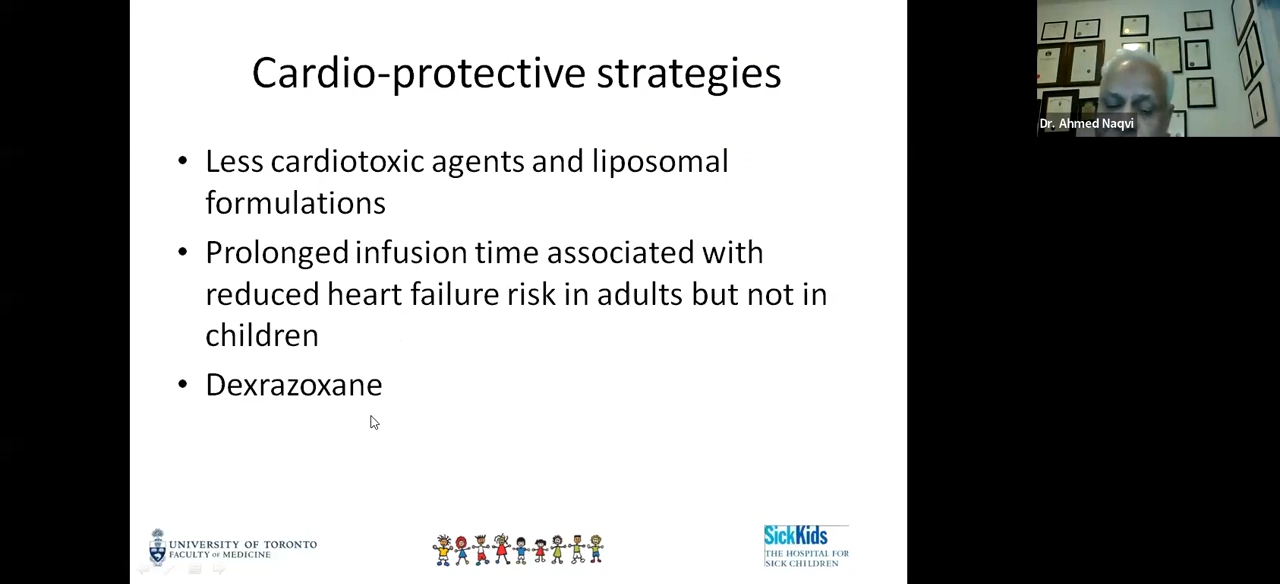 Cardio-protective strategies
• Less cardiotoxic agents and liposomal
formulations
• Prolonged infusion time associated with
reduced heart failure risk in adults but not in
children
• Dexrazoxane
Dr. Ahmed Naqvi
UNIVERSITY OF TORONTO
FACULTY OF MEDICINE
SickKids
THE HOSPITAL FOR
SICK CHILDREN